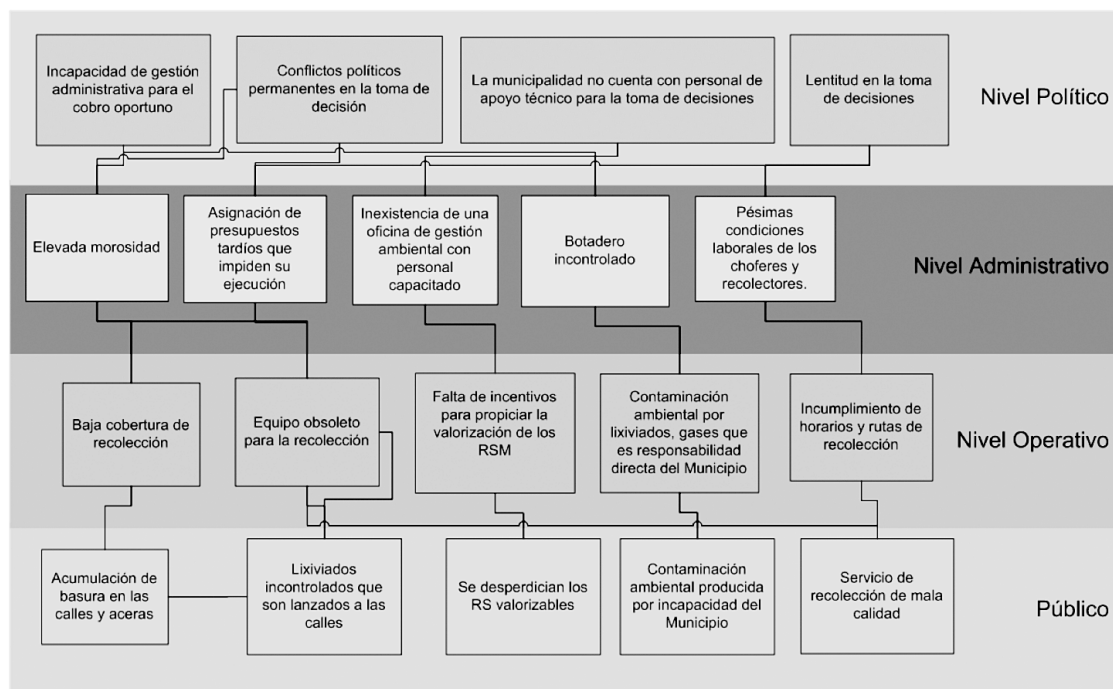 Incapacidad de gestión
administrativa para el
cobro oportuno
Conflictos políticos
permanentes en la toma de
decisión
La municipalidad no cuenta con personal de
apoyo técnico para la toma de decisiones
Lentitud en la toma
de decisiones
Nivel Político
Elevada morosidad
Asignación de
presupuestos
tardíos que
impiden su
ejecución
Inexistencia de una
oficina de gestión
ambiental con
personal
capacitado
Botadero
incontrolado
Pésimas
condiciones
laborales de los
choferes y
recolectores.
Nivel Administrativo
Baja cobertura de
recolección
Equipo obsoleto
para la recolección
Falta de incentivos
para propiciar la
valorización de los
RSM
Contaminación
ambiental por
lixiviados, gases que
es responsabilidad
directa del Municipio
Incumplimiento de
horarios y rutas de
recolección
Nivel Operativo
Acumulación de
basura en las
calles y aceras
Lixiviados
incontrolados que
son lanzados a las
calles
Se desperdician los
RS valorizables
Contaminación
ambiental producida
por incapacidad del
Municipio
Servicio de
recolección de mala
calidad
Público